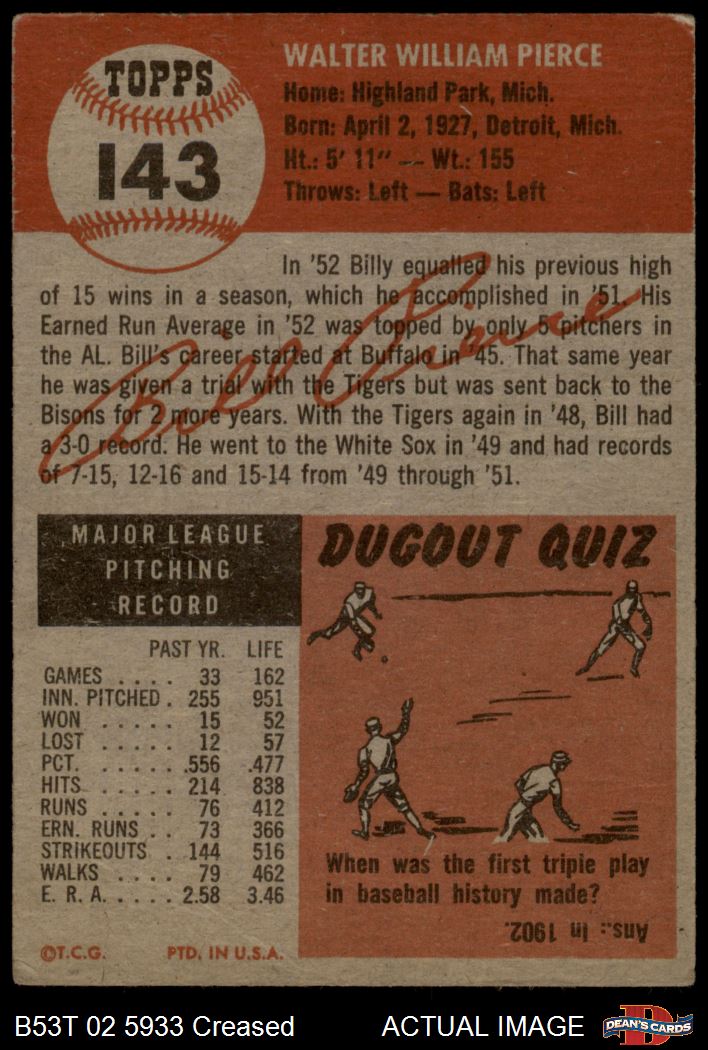 TOPPS
143
WALTER WILLIAM PIERCE
Home: Highland Park, Mich.
Born: April 2, 1927, Detroit, Mich.
Ht.: 5' 11" — Wt.: 155
Throws: Left — Bats: Left
In '52 Billy equalled his previous high
of 15 wins in a season, which he accomplished in '51. His
Earned Run Average in '52 was topped by only 5 pitchers in
the AL. Bill's career started at Buffalo in '45. That same year
he was given a trial with the Tigers but was sent back to the
Bisons for 2 more years. With the Tigers again in '48, Bill had
a 3-0 record. He went to the White Sox in '49 and had records
of 7-15, 12-16 and 15-14 from '49 through '51.
Bill Pierce
MAJOR LEAGUE
PITCHING
RECORD
PAST YR. LIFE
GAMES . . . . 33 162
INN. PITCHED . 255 951
WON . . . . . 15 52
LOST . . . . . 12 57
PCT. . . . . . .556 .477
HITS . . . . . 214 838
RUNS . . . . . 76 412
ERN. RUNS . . 73 366
STRIKEOUTS . . 144 516
WALKS . . . . 79 462
E. R. A. . . . . 2.58 3.46
©T.C.G. PTD. IN U.S.A.
DUGOUT QUIZ
When was the first triple play
in baseball history made?
Ans.: In 1902.
B53T 02 5933 Creased
ACTUAL IMAGE
D
DEAN'S CARDS